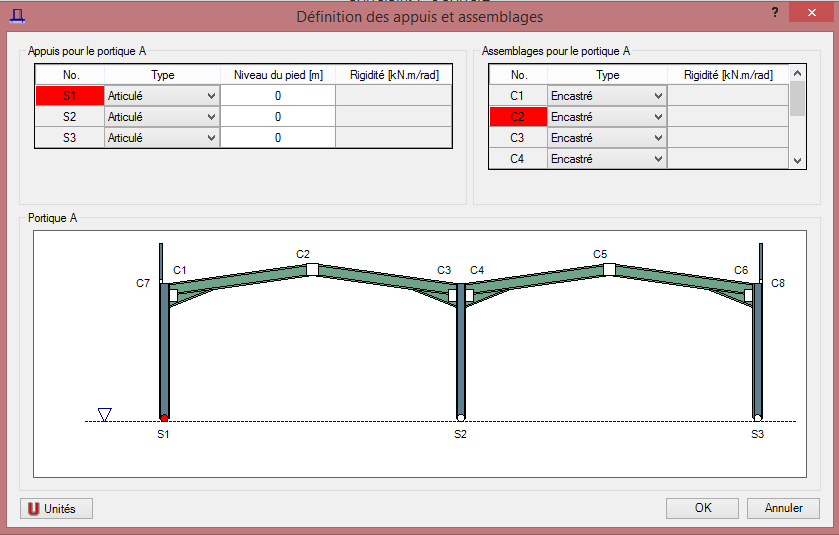 Définition des appuis et assemblages
?
Appuis pour le portique A
No. Type Niveau du pied [m] Rigidité [kN.m/rad]
S1 Articulé 0
S2 Articulé 0
S3 Articulé 0
Assemblages pour le portique A
No. Type Rigidité [kN.m/rad]
C1 Encastré
C2 Encastré
C3 Encastré
C4 Encastré
Portique A
C2 C5
C1 C3 C4 C6
C7 C8
S1 S2 S3
Unités OK Annuler